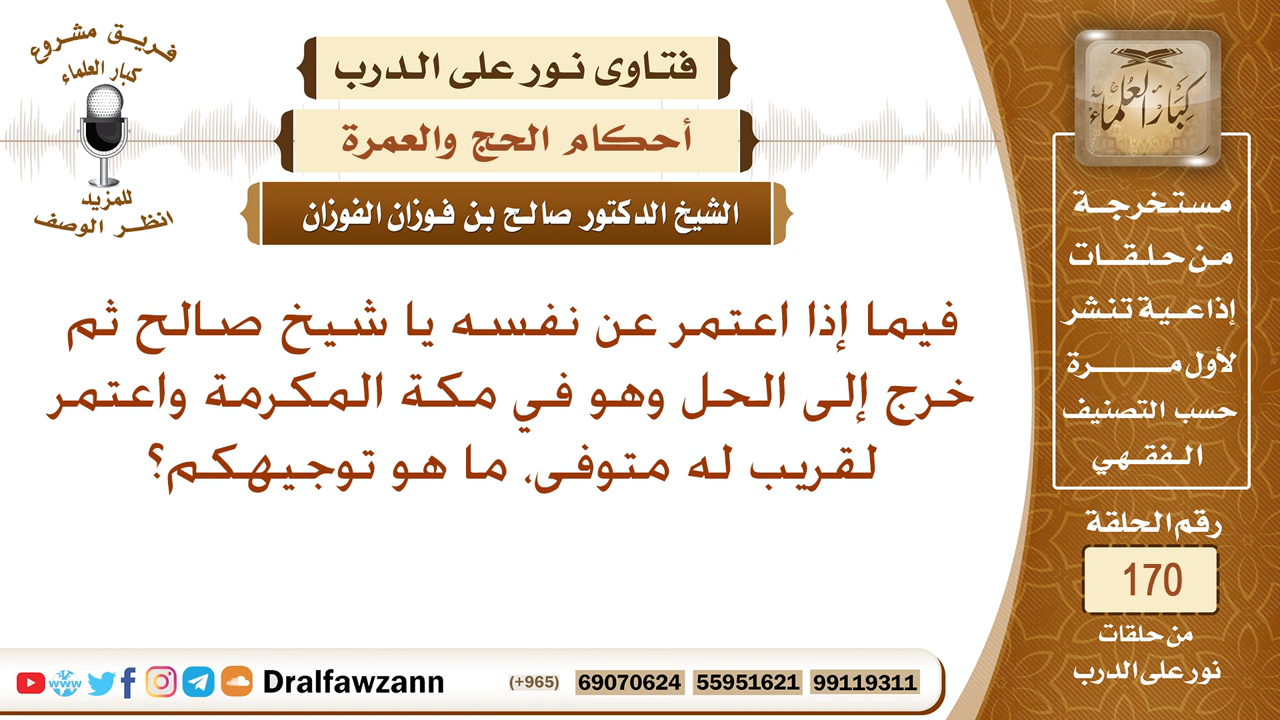 فريق مشروع
كبار العلماء
للمزيد
انظر الوصف
فتاوى نور على الدرب
أحكام الحج والعمرة
الشيخ الدكتور صالح بن فوزان الفوزان
فيما إذا اعتمر عن نفسه يا شيخ صالح ثم
خرج إلى الحل وهو في مكة المكرمة واعتمر
لقريب له متوفى، ما هو توجيهكم؟
كبار العلماء
مستخرجة
من حلقات
إذاعية تنشر
لأول مرة
حسب التصنيف
الفقهي
رقم الحلقة
170
من حلقات
نور على الدرب
www
Dralfawzann (+965) 69070624 55951621 99119311